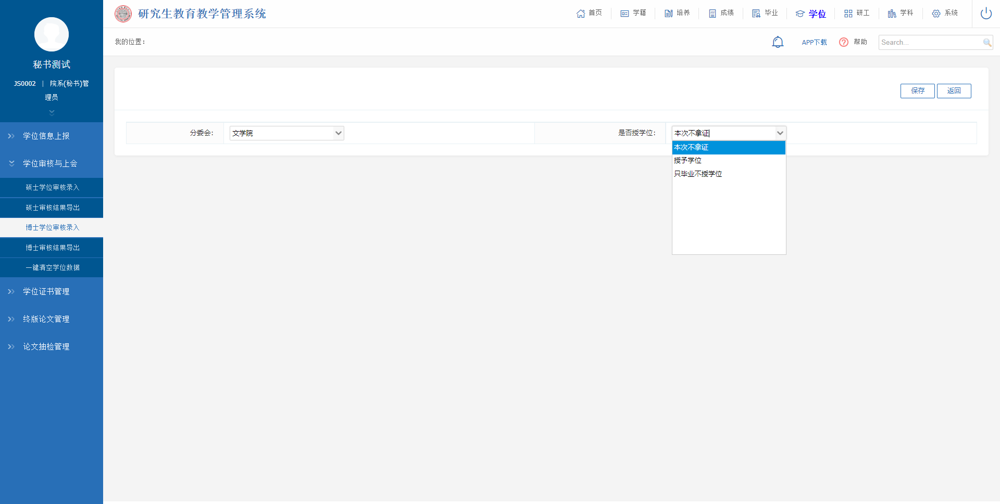 研究生教育教学管理系统
首页
学籍
培养
成绩
毕业
学位
研工
学科
系统
我的位置：
APP下载
帮助
Search...
秘书测试
JS0002 | 院系(秘书)管
理员
学位信息上报
学位审核与上会
硕士学位审核录入
硕士审核结果导出
博士学位审核录入
博士审核结果导出
一键清空学位数据
学位证书管理
终版论文管理
论文抽检管理
保存
返回
分委会:
文学院
是否授学位:
本次不拿证
本次不拿证
授予学位
只毕业不授学位